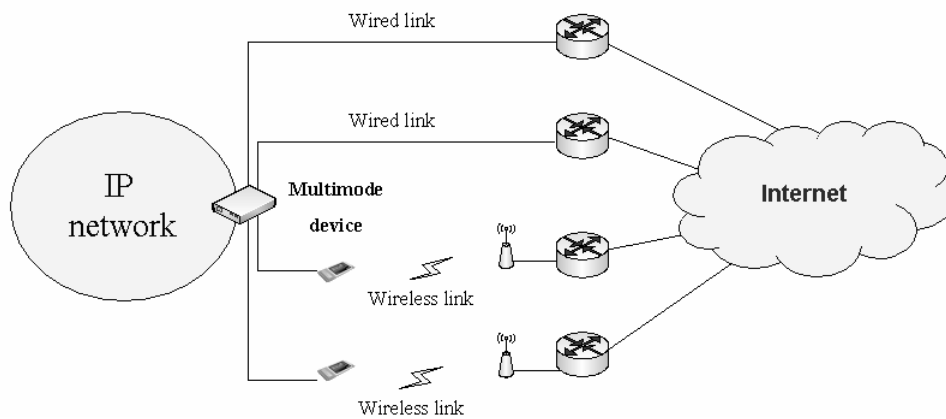 Wired link
Wired link
IP
network
Multimode
device
Internet
Wireless link
Wireless link